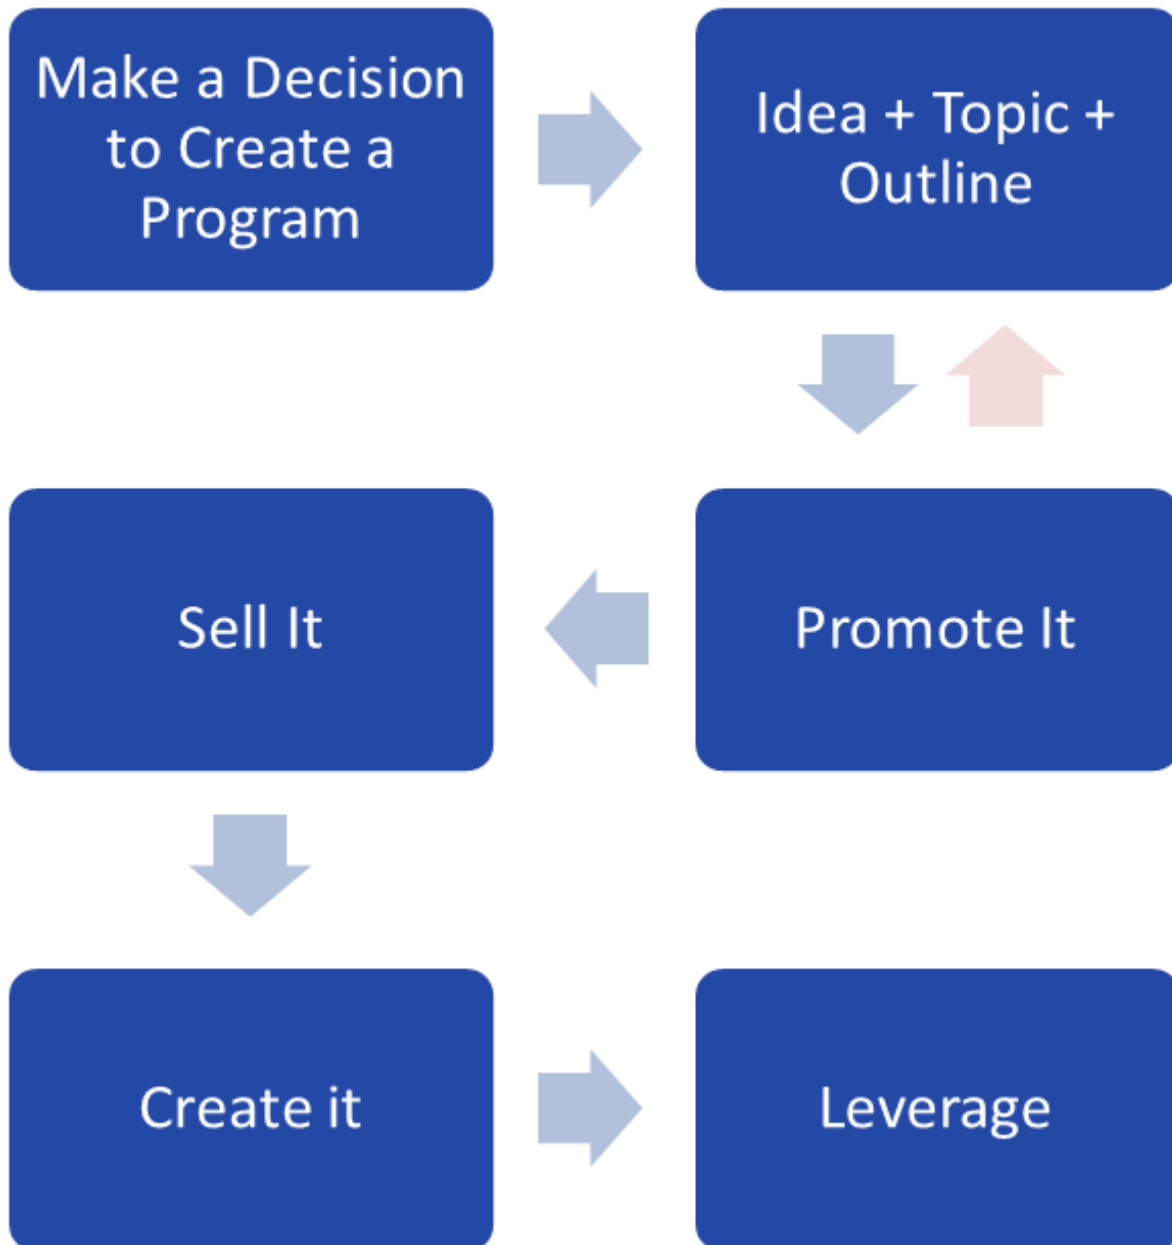 Make a Decision
to Create a
Program
Idea + Topic +
Outline
Promote It
Sell It
Create it
Leverage